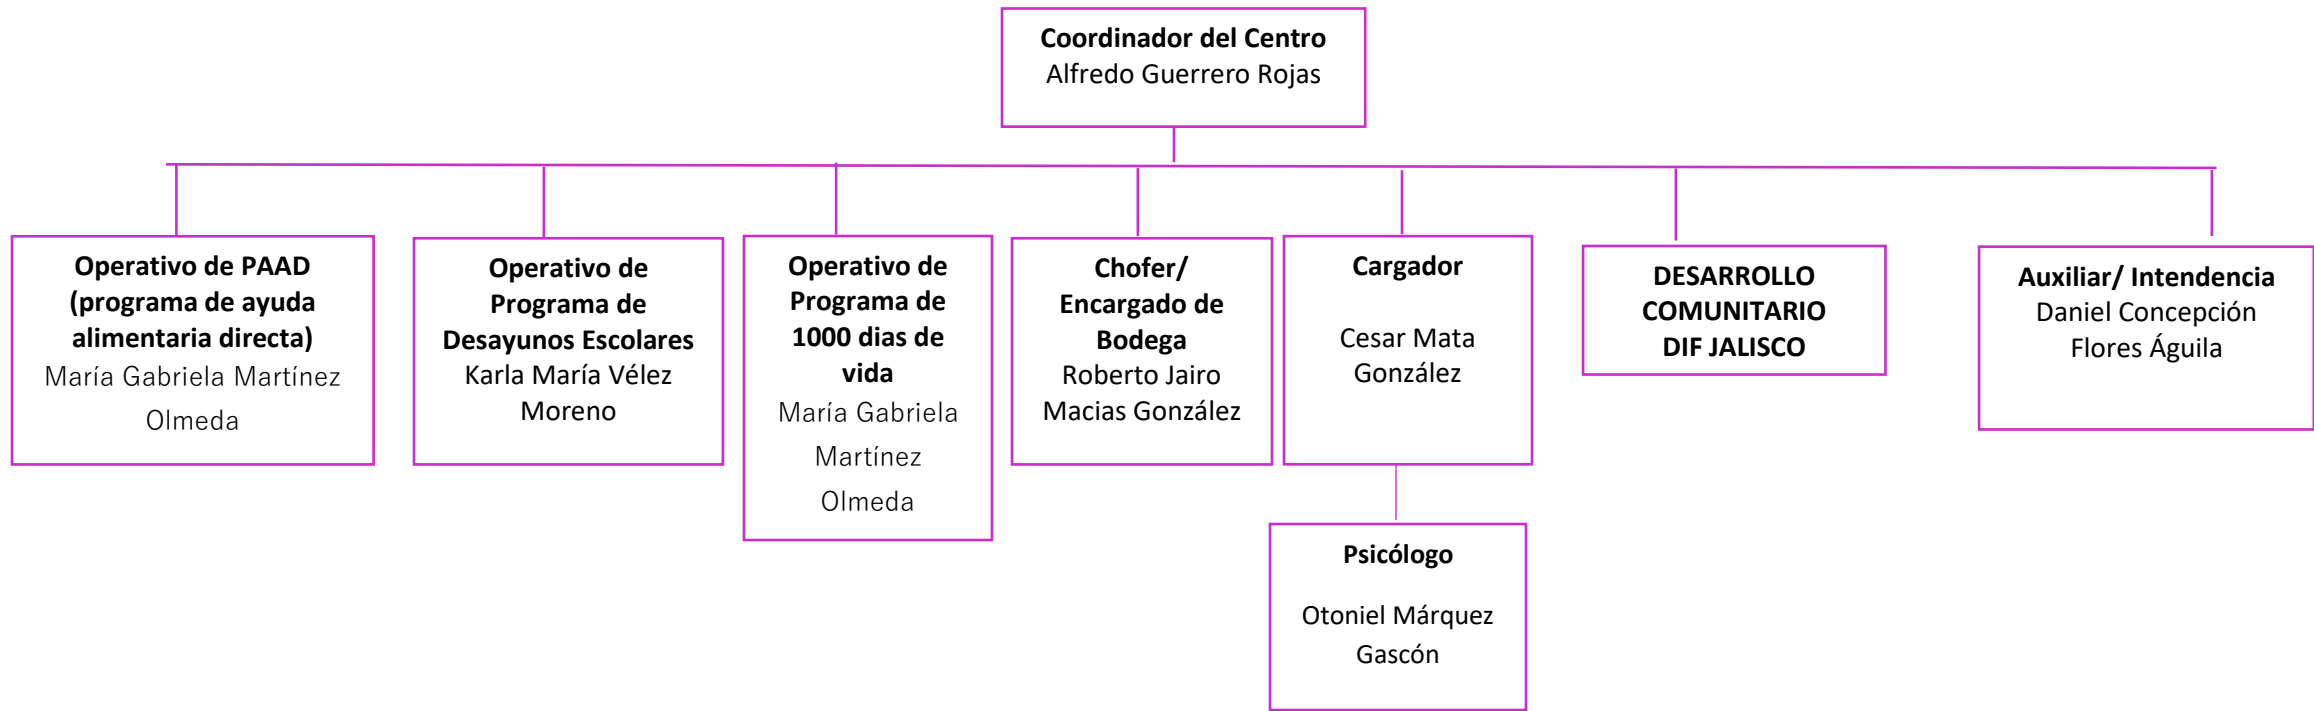 Coordinador del Centro
Alfredo Guerrero Rojas
Operativo de PAAD
(programa de ayuda
alimentaria directa)
María Gabriela Martínez
Olmeda
Operativo de
Programa de
Desayunos Escolares
Karla María Vélez
Moreno
Operativo de
Programa de
1000 dias de
vida
María Gabriela
Martínez
Olmeda
Chofer/
Encargado de
Bodega
Roberto Jairo
Macias González
Cargador
Cesar Mata
González
DESARROLLO
COMUNITARIO
DIF JALISCO
Auxiliar/ Intendencia
Daniel Concepción
Flores Águila
Psicólogo
Otoniel Márquez
Gascón